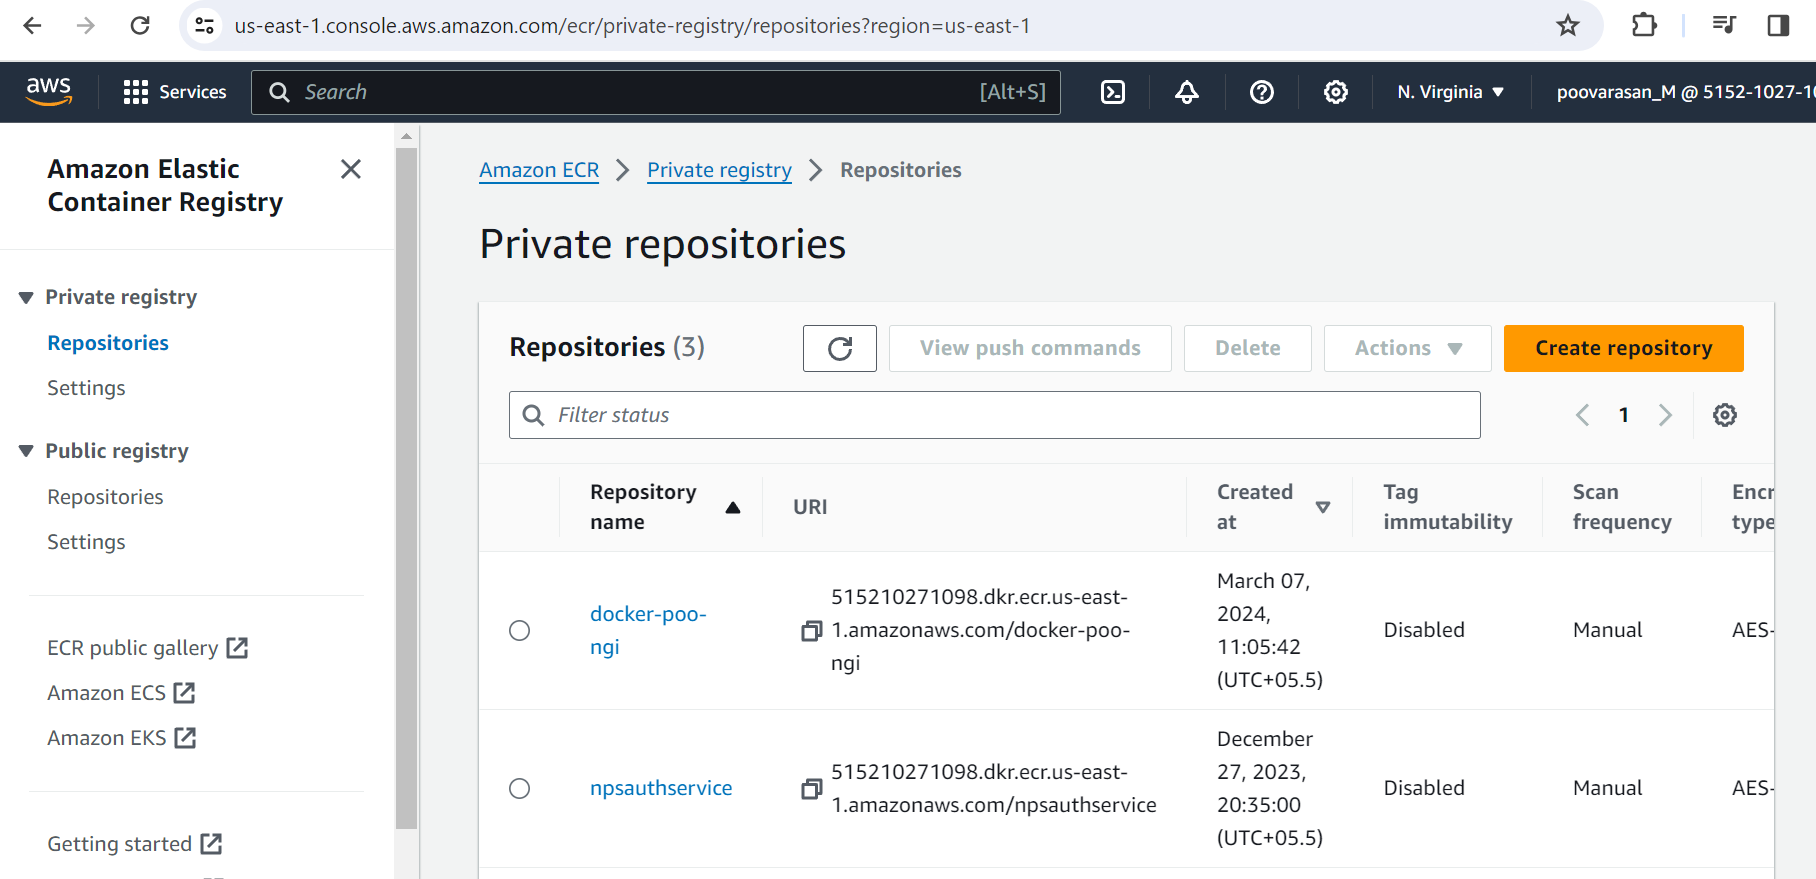 us-east-1.console.aws.amazon.com/ecr/private-registry/repositories?region=us-east-1
aws
Services
Search
[Alt+S]
N. Virginia
poovarasan_M @ 5152-1027-10
Amazon Elastic
Container Registry
Private registry
Repositories
Settings
Public registry
Repositories
Settings
ECR public gallery
Amazon ECS
Amazon EKS
Getting started
Amazon ECR
Private registry
Repositories
Private repositories
Repositories (3)
View push commands
Delete
Actions
Create repository
Filter status
1
Repository
name
URI
Created
at
Tag
immutability
Scan
frequency
Encr
type
docker-poo-
ngi
515210271098.dkr.ecr.us-east-
1.amazonaws.com/docker-poo-
ngi
March 07,
2024,
11:05:42
(UTC+05.5)
Disabled
Manual
AES-
npsauthservice
515210271098.dkr.ecr.us-east-
1.amazonaws.com/npsauthservice
December
27, 2023,
20:35:00
(UTC+05.5)
Disabled
Manual
AES-